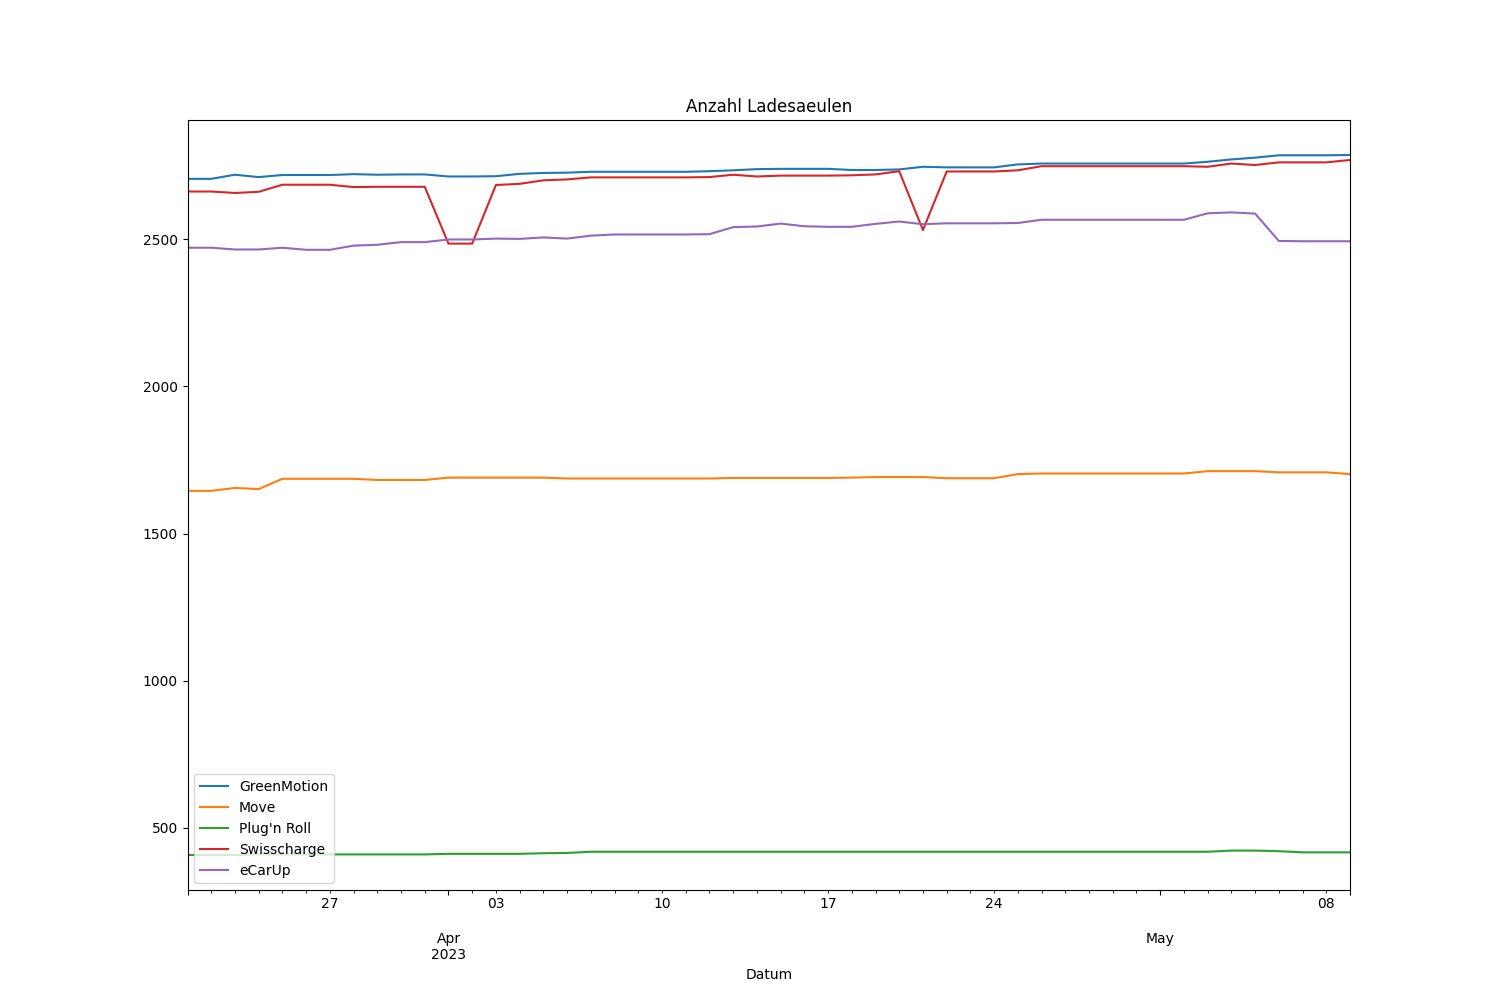 Anzahl Ladesaeulen
2500
2000
1500
1000
500
GreenMotion
Move
Plug'n Roll
Swisscharge
eCarUp
27 03 10 17 24 08
Apr May
2023
Datum